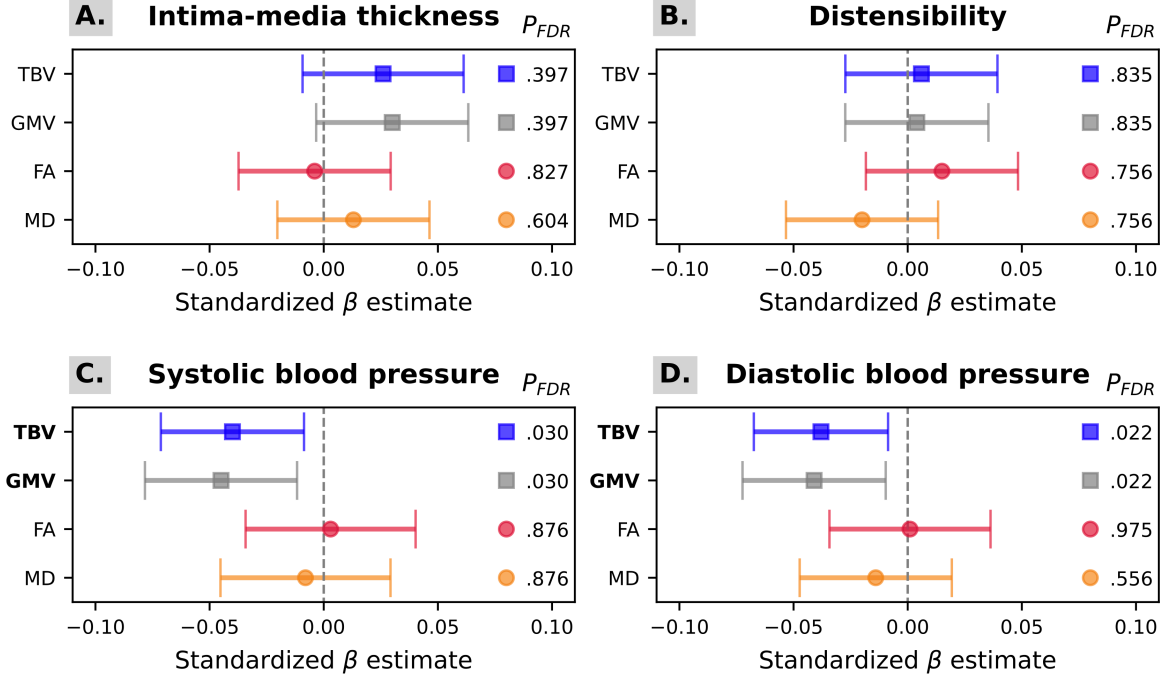 A. Intima-media thickness P_FDR
TBV .397
GMV .397
FA .827
MD .604
−0.10 −0.05 0.00 0.05 0.10
Standardized β estimate
B. Distensibility P_FDR
TBV .835
GMV .835
FA .756
MD .756
−0.10 −0.05 0.00 0.05 0.10
Standardized β estimate
C. Systolic blood pressure P_FDR
TBV .030
GMV .030
FA .876
MD .876
−0.10 −0.05 0.00 0.05 0.10
Standardized β estimate
D. Diastolic blood pressure P_FDR
TBV .022
GMV .022
FA .975
MD .556
−0.10 −0.05 0.00 0.05 0.10
Standardized β estimate